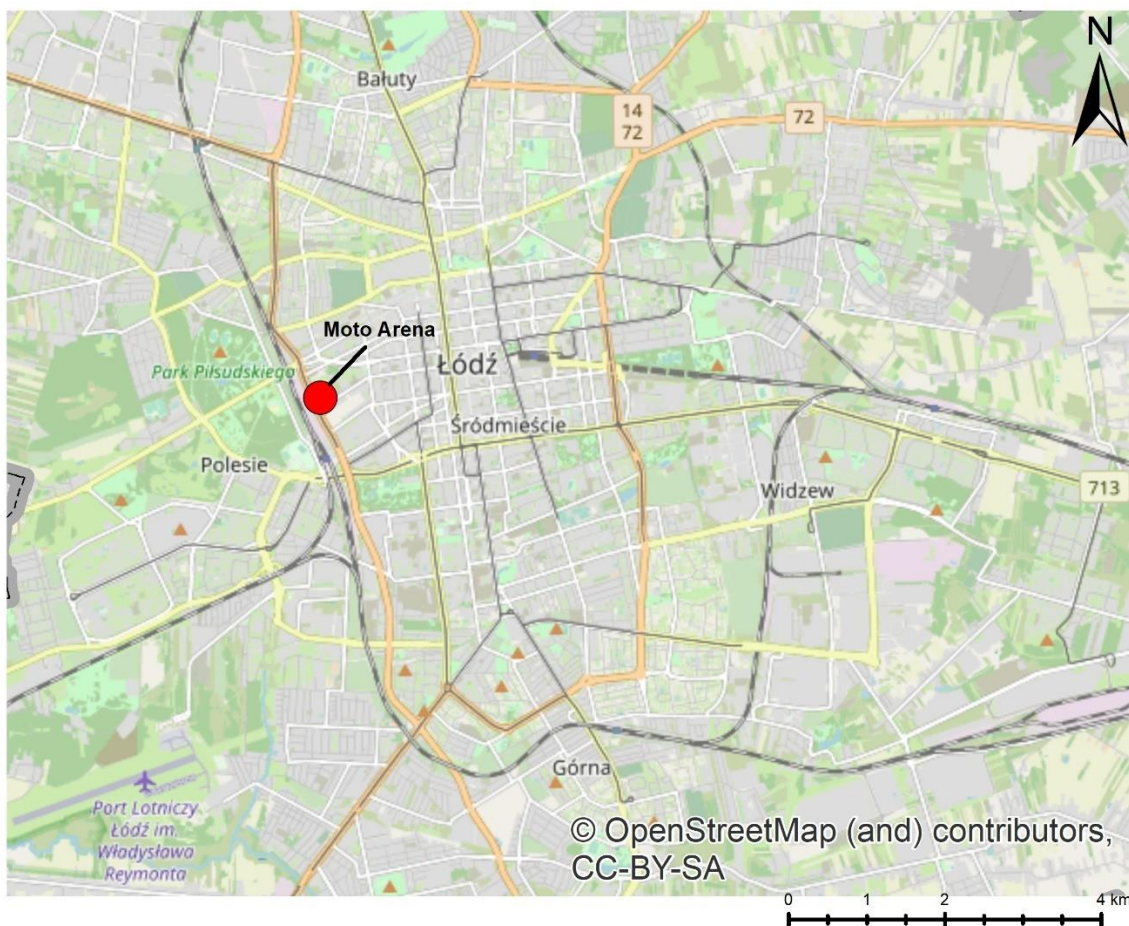 N
Bałuty
14
72
72
Moto Arena
Park Piłsudskiego
Łódź
Śródmieście
Polesie
Widzew
713
Górna
Port Lotniczy
Łódź im.
Władysława
Reymonta
© OpenStreetMap (and) contributors,
CC-BY-SA
0 1 2 4 km